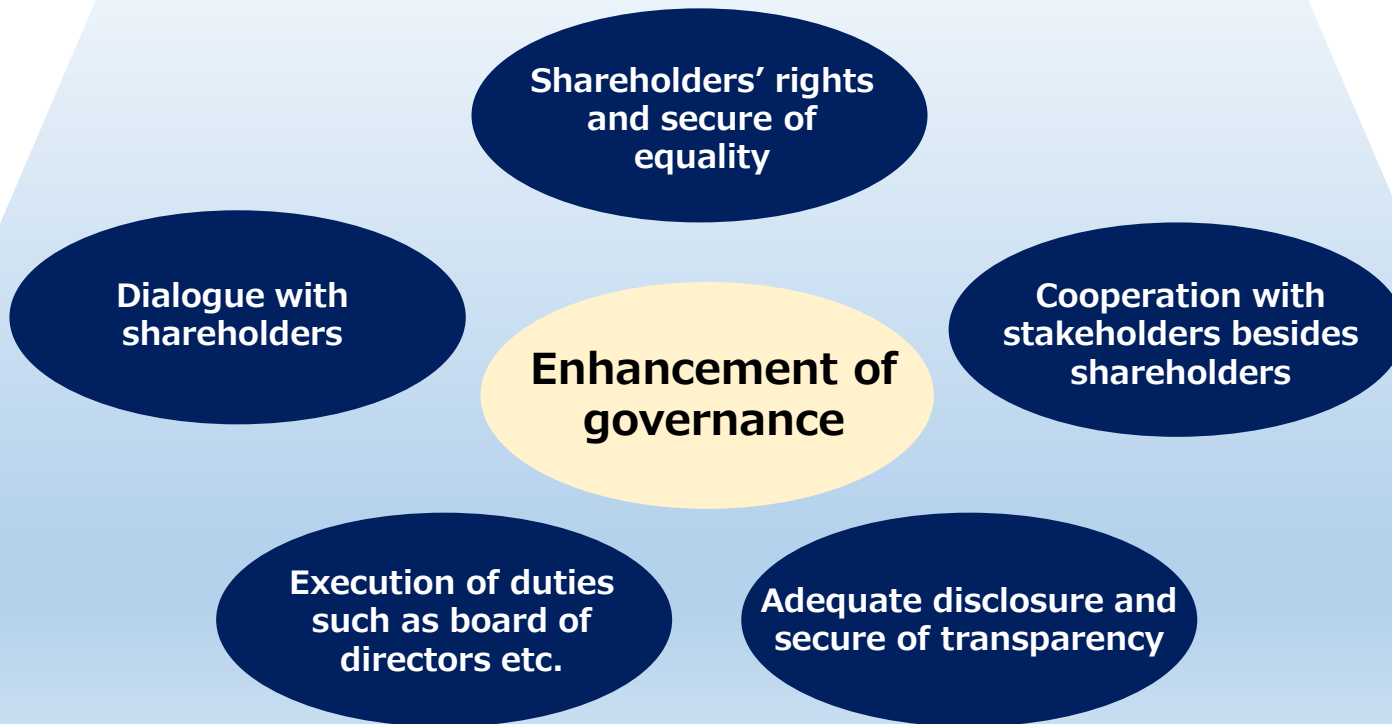 Shareholders’ rights
and secure of
equality
Dialogue with
shareholders
Cooperation with
stakeholders besides
shareholders
Enhancement of
governance
Execution of duties
such as board of
directors etc.
Adequate disclosure and
secure of transparency